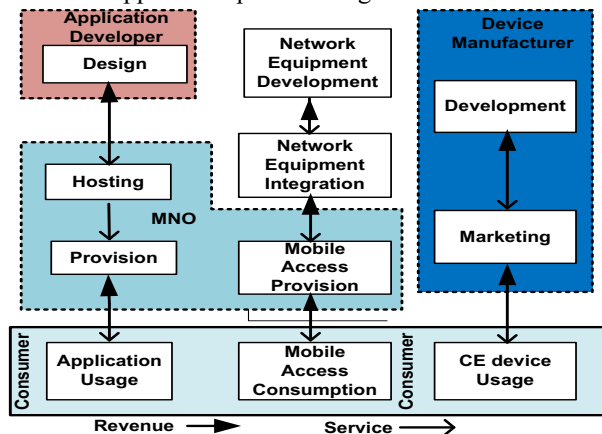 Application
Developer
Design
Network
Equipment
Development
Device
Manufacturer
Development
Network
Equipment
Integration
Hosting
MNO
Provision
Mobile
Access
Provision
Marketing
Consumer
Application
Usage
Mobile
Access
Consumption
Consumer
CE device
Usage
Revenue
Service